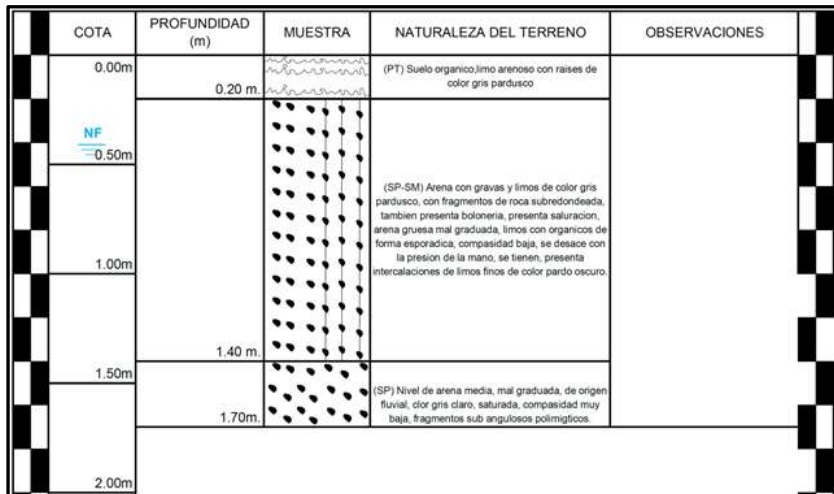 COTA
PROFUNDIDAD
(m)
MUESTRA
NATURALEZA DEL TERRENO
OBSERVACIONES
0.00m
0.20 m.
(PT) Suelo organico,limo arenoso con raises de
color gris pardusco
NF
0.50m
(SP-SM) Arena con gravas y limos de color gris
pardusco, con fragmentos de roca subredondeada,
tambien presenta boloneria, presenta saluracion,
arena gruesa mal graduada, limos con organicos de
forma esporadica, compasidad baja, se desace con
la presion de la mano, se tienen, presenta
intercalaciones de limos finos de color pardo oscuro.
1.00m
1.40 m.
1.50m
(SP) Nivel de arena media, mal graduada, de origen
fluvial, clor gris claro, saturada, compasidad muy
baja, fragmentos sub angulosos polimigticos.
1.70m.
2.00m